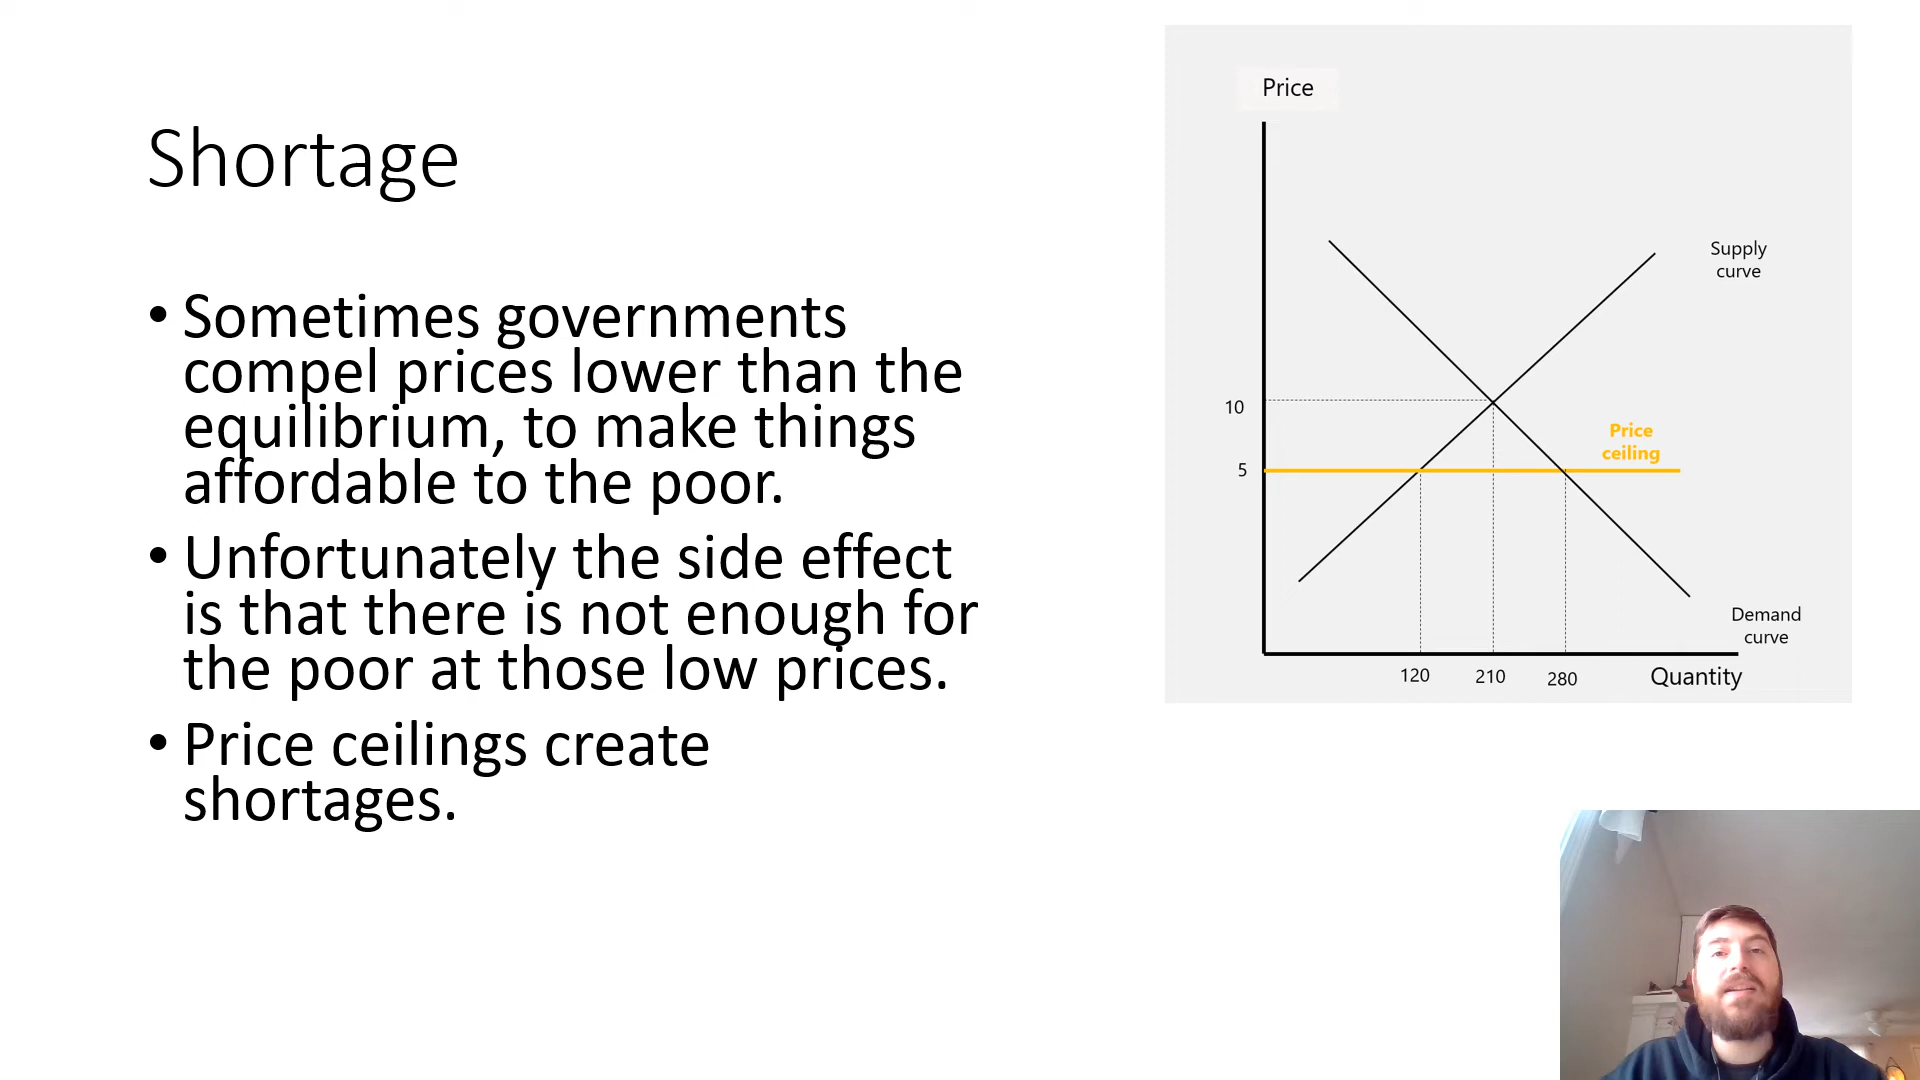 Shortage
• Sometimes governments
compel prices lower than the
equilibrium, to make things
affordable to the poor.
• Unfortunately the side effect
is that there is not enough for
the poor at those low prices.
• Price ceilings create
shortages.
Price
Supply
curve
10
Price
ceiling
5
Demand
curve
120
210
280
Quantity